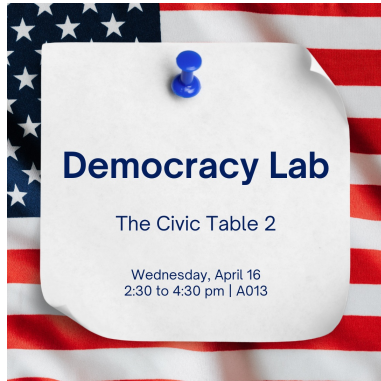 Democracy Lab
The Civic Table 2
Wednesday, April 16
2:30 to 4:30 pm | A013